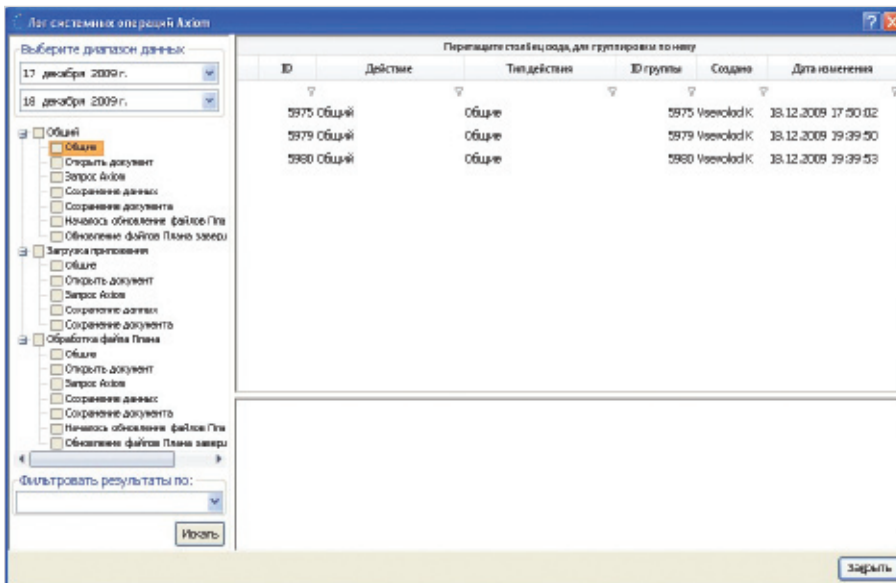 Лог системных операций Axiom
Выберите диапазон данных
17 декабря 2009 г.
18 декабря 2009 г.
Общий
Общие
Открыть документ
Запрос Axiom
Сохранение данных
Сохранение документа
Началось обновление файлов Пла
Обновление файлов Плана заверш
Загрузка приложения
Общие
Открыть документ
Запрос Axiom
Сохранение данных
Сохранение документа
Обработка файла Плана
Общие
Открыть документ
Запрос Axiom
Сохранение данных
Сохранение документа
Началось обновление файлов Пла
Обновление файлов Плана заверш
Фильтровать результаты по:
Искать
Перетащите столбец сюда, для группировки по нему
ID Действие Тип действия ID группы Создано Дата изменения
5975 Общий Общие 5975 Vsevolod K 18.12.2009 17:50:02
5979 Общий Общие 5979 Vsevolod K 18.12.2009 19:39:50
5980 Общий Общие 5980 Vsevolod K 18.12.2009 19:39:53
Закрыть